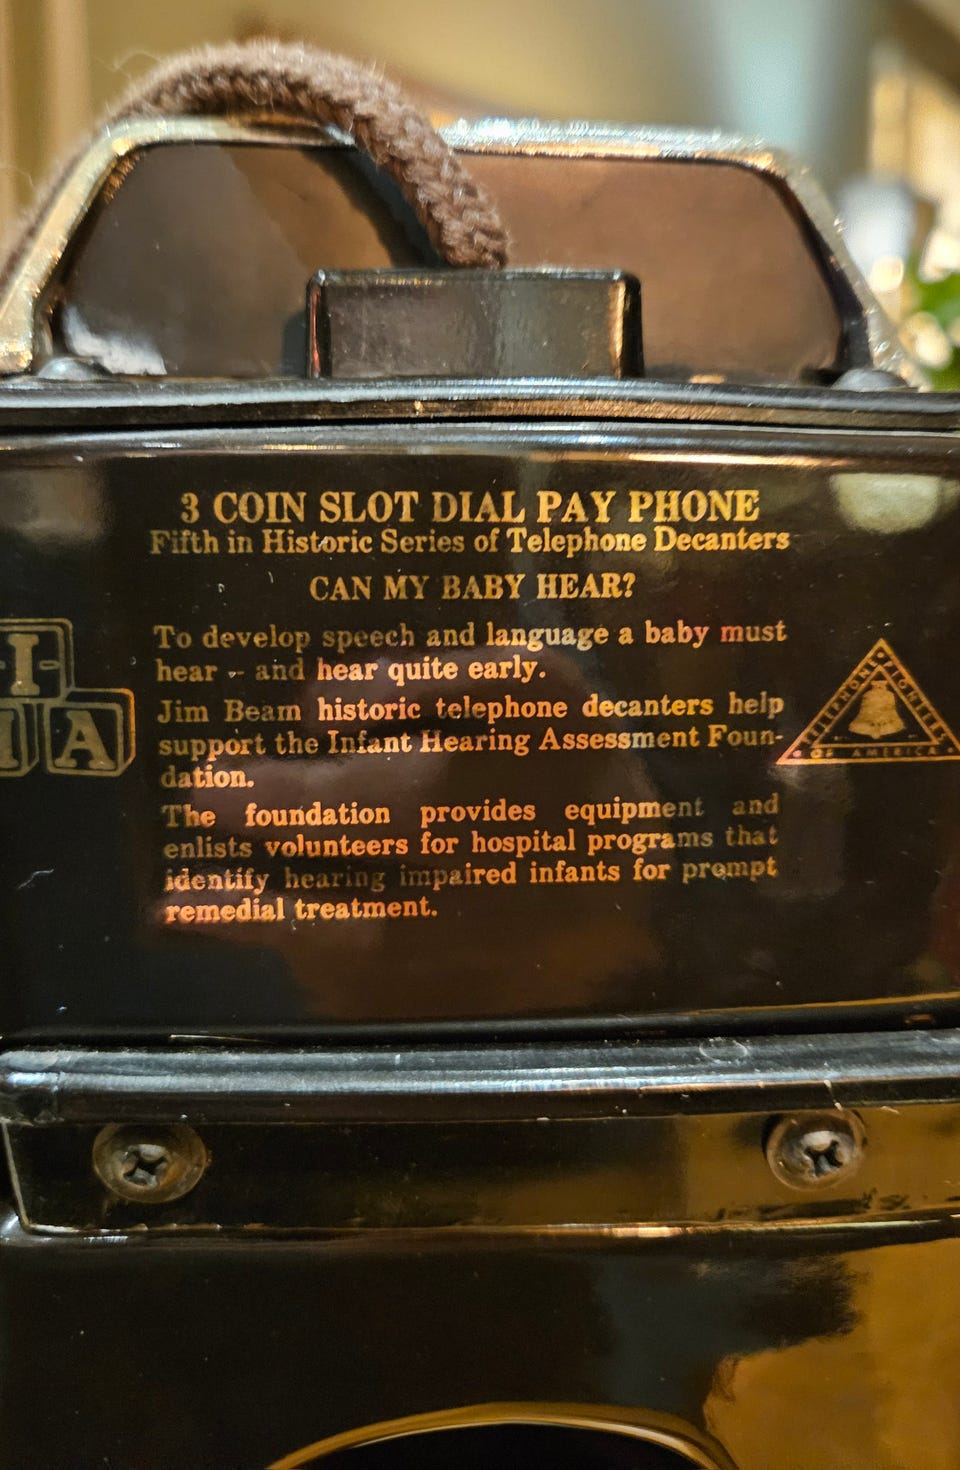 3 COIN SLOT DIAL PAY PHONE
Fifth in Historic Series of Telephone Decanters
CAN MY BABY HEAR?
To develop speech and language a baby must
hear -- and hear quite early.
Jim Beam historic telephone decanters help
support the Infant Hearing Assessment Foun-
dation.
The foundation provides equipment and
enlists volunteers for hospital programs that
identify hearing impaired infants for prompt
remedial treatment.
I
A
TELEPHONE PIONEERS
OF AMERICA